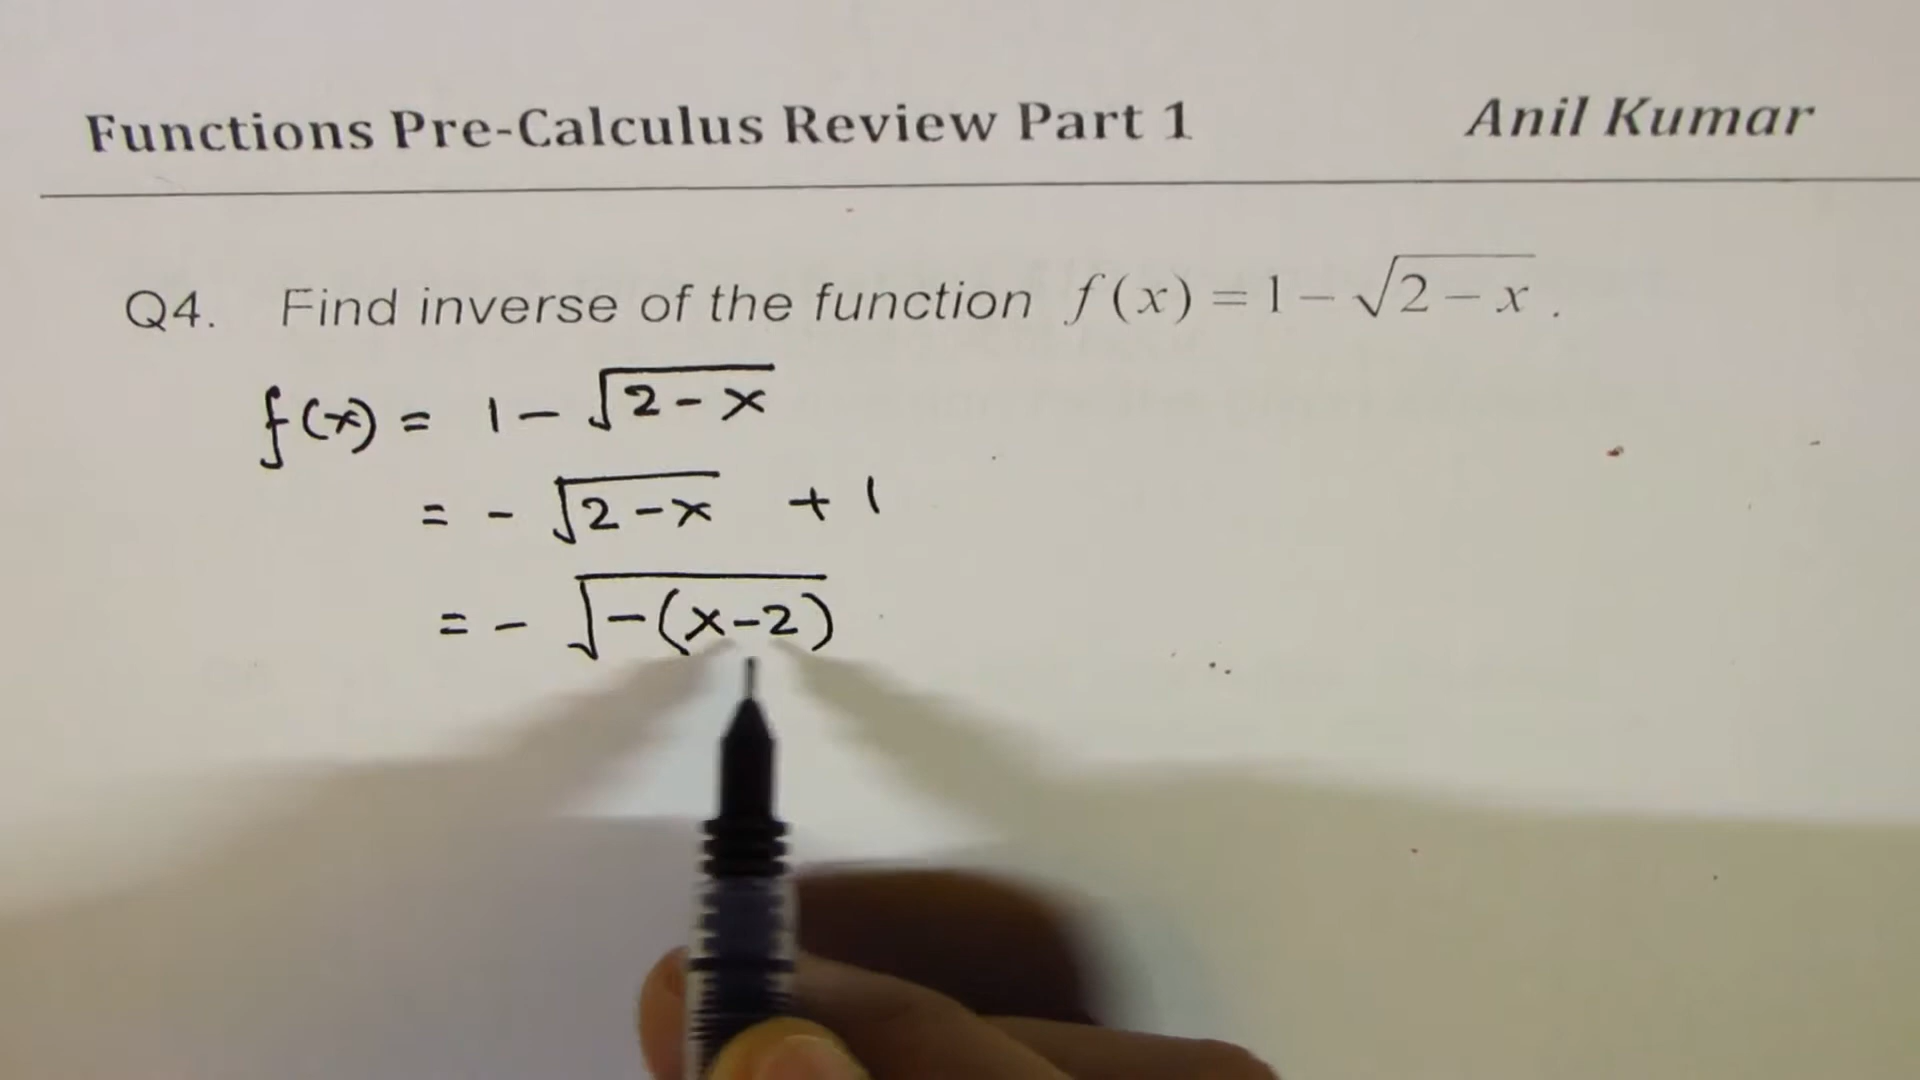 Functions Pre-Calculus Review Part 1 Anil Kumar
Q4. Find inverse of the function f(x) = 1 − √(2 − x) .
f(x) = 1 − √(2 − x)
= − √(2 − x) + 1
= − √(−(x − 2))